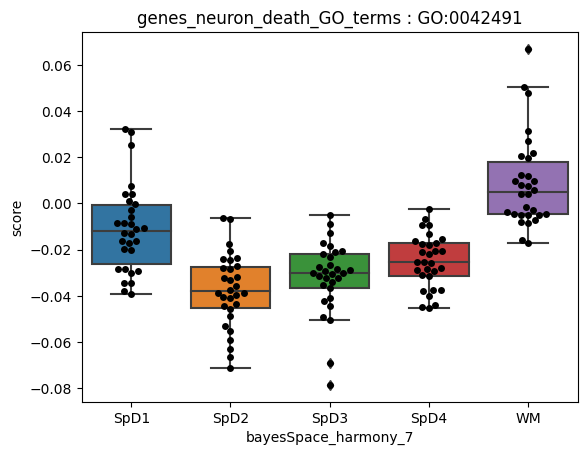 genes_neuron_death_GO_terms : GO:0042491
score
0.06
0.04
0.02
0.00
−0.02
−0.04
−0.06
−0.08
SpD1 SpD2 SpD3 SpD4 WM
bayesSpace_harmony_7